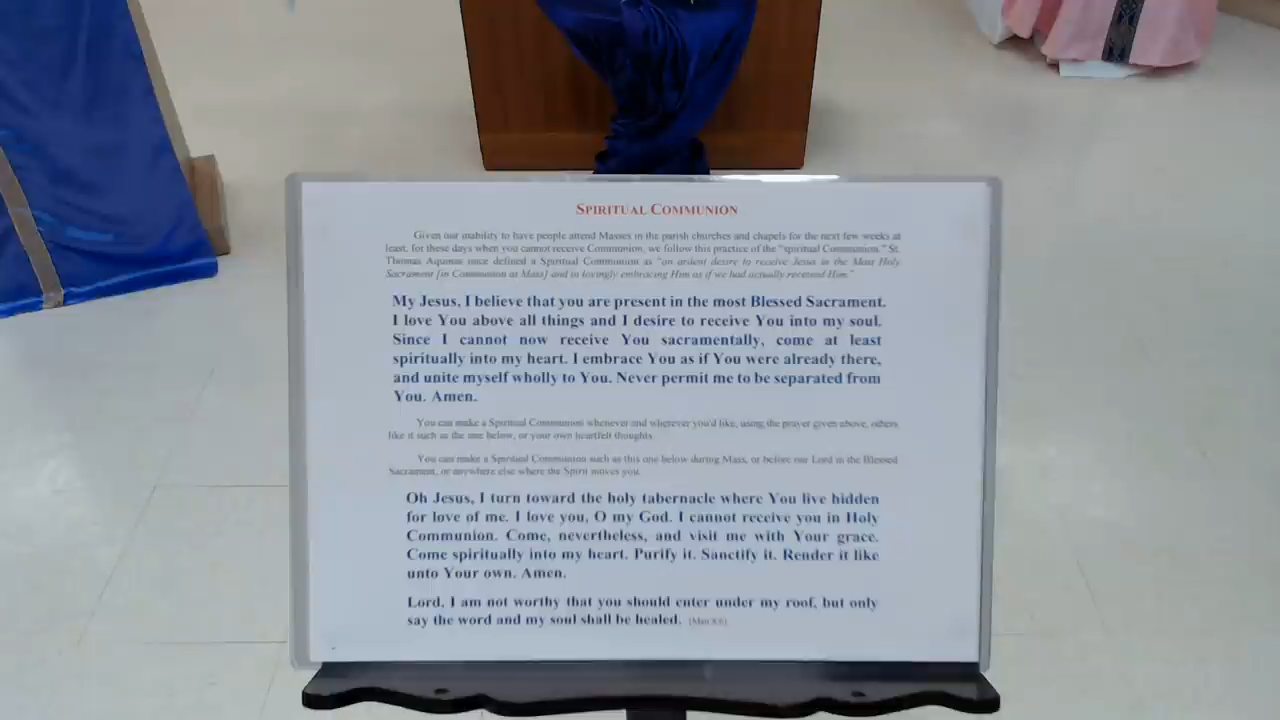 SPIRITUAL COMMUNION
Given our inability to have people attend Masses in the parish churches and chapels for the next few weeks at
least, for these days when you cannot receive Communion, we follow this practice of the "spiritual Communion." St.
Thomas Aquinas once defined a Spiritual Communion as "an ardent desire to receive Jesus in the Most Holy
Sacrament [in Communion at Mass] and in lovingly embracing Him as if we had actually received Him."
My Jesus, I believe that you are present in the most Blessed Sacrament.
I love You above all things and I desire to receive You into my soul.
Since I cannot now receive You sacramentally, come at least
spiritually into my heart. I embrace You as if You were already there,
and unite myself wholly to You. Never permit me to be separated from
You. Amen.
You can make a Spiritual Communion whenever and wherever you'd like, using the prayer given above, others
like it such as the one below, or your own heartfelt thoughts.
You can make a Spiritual Communion such as this one below during Mass, or before our Lord in the Blessed
Sacrament, or anywhere else where the Spirit moves you.
Oh Jesus, I turn toward the holy tabernacle where You live hidden
for love of me. I love you, O my God. I cannot receive you in Holy
Communion. Come, nevertheless, and visit me with Your grace.
Come spiritually into my heart. Purify it. Sanctify it. Render it like
unto Your own. Amen.
Lord, I am not worthy that you should enter under my roof, but only
say the word and my soul shall be healed.